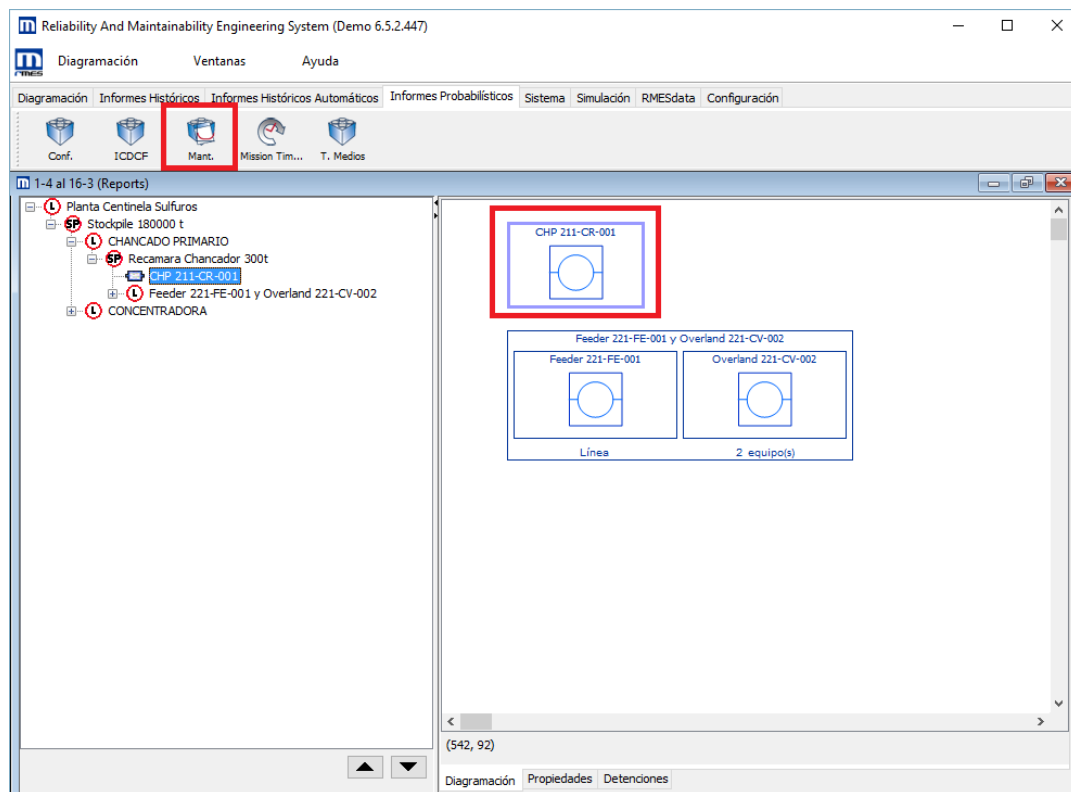 Reliability And Maintainability Engineering System (Demo 6.5.2.447)
rmes Diagramación Ventanas Ayuda
Diagramación Informes Históricos Informes Históricos Automáticos Informes Probabilísticos Sistema Simulación RMESdata Configuración
Conf. ICDCF Mant. Mission Tim... T. Medios
1-4 al 16-3 (Reports)
L Planta Centinela Sulfuros
SP Stockpile 180000 t
L CHANCADO PRIMARIO
SP Recamara Chancador 300t
CHP 211-CR-001
L Feeder 221-FE-001 y Overland 221-CV-002
L CONCENTRADORA
CHP 211-CR-001
Feeder 221-FE-001 y Overland 221-CV-002
Feeder 221-FE-001 Overland 221-CV-002
Línea 2 equipo(s)
(542, 92)
Diagramación Propiedades Detenciones